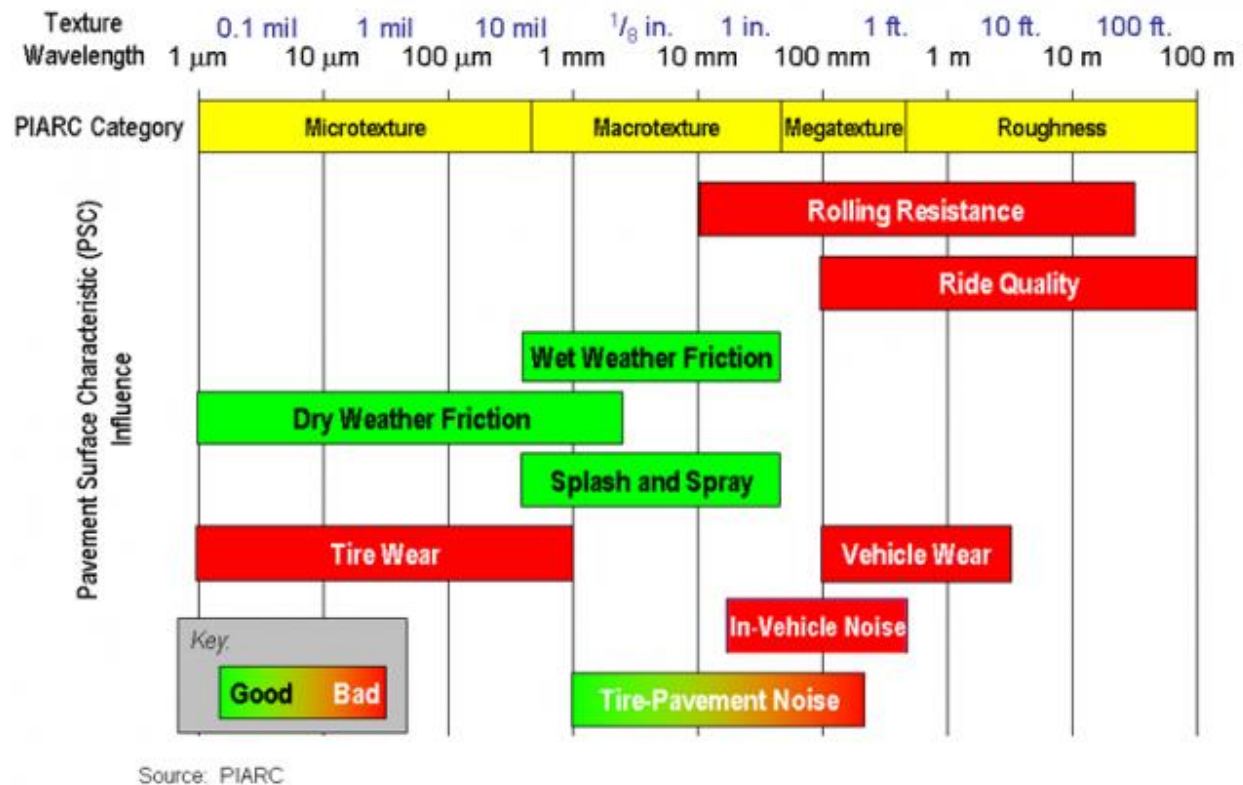 Texture 0.1 mil 1 mil 10 mil 1/8 in. 1 in. 1 ft. 10 ft. 100 ft.
Wavelength 1 μm 10 μm 100 μm 1 mm 10 mm 100 mm 1 m 10 m 100 m
PIARC Category Microtexture Macrotexture Megatexture Roughness
Pavement Surface Characteristic (PSC)
Influence
Rolling Resistance
Ride Quality
Wet Weather Friction
Dry Weather Friction
Splash and Spray
Tire Wear Vehicle Wear
In-Vehicle Noise
Key:
Good Bad
Tire-Pavement Noise
Source: PIARC